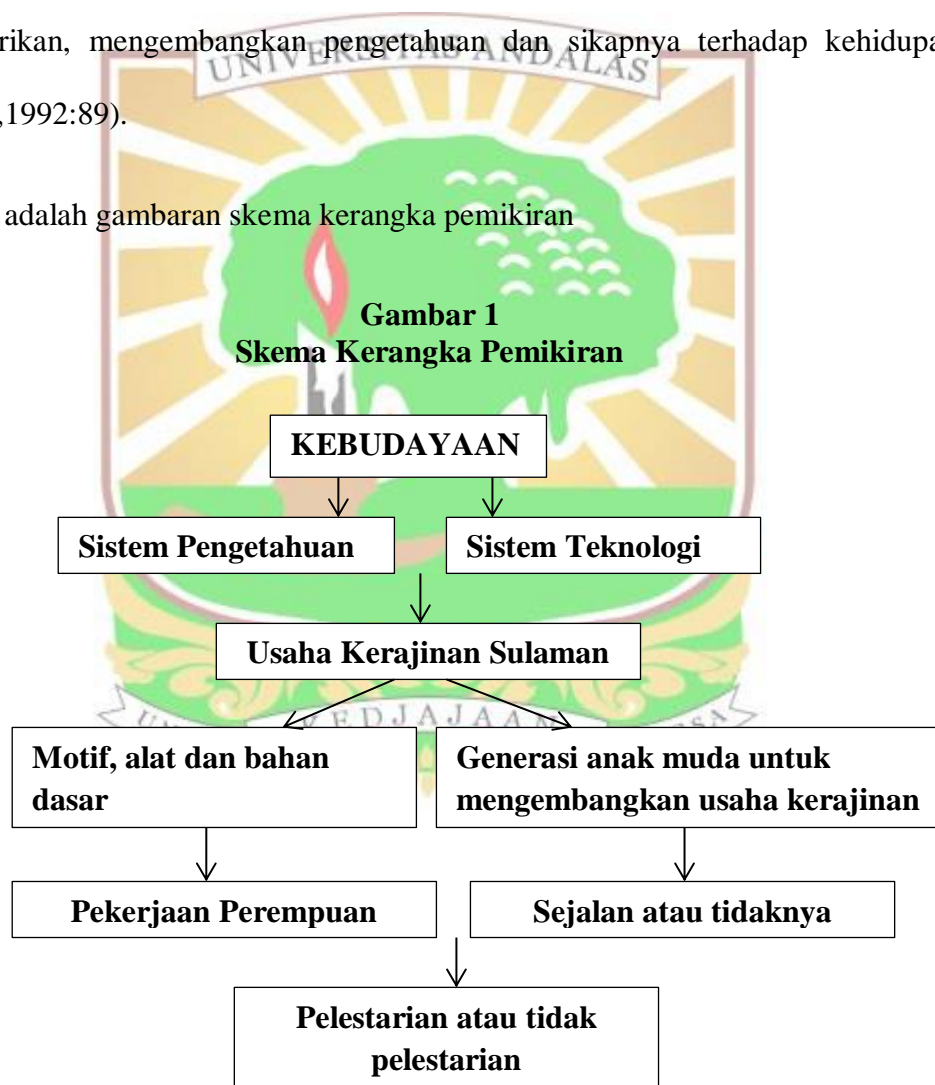 mengembangkan pengetahuan dan sikapnya terhadap
,1992:89).
UNIVERSITAS ANDALAS
adalah gambaran skema kerangka pemikiran
Gambar 1
Skema Kerangka Pemikiran
KEBUDAYAAN
Sistem Pengetahuan
Sistem Teknologi
Usaha Kerajinan Sulaman
Motif, alat dan bahan
dasar
Generasi anak muda untuk
mengembangkan usaha kerajinan
Pekerjaan Perempuan
Sejalan atau tidaknya
Pelestarian atau tidak
pelestarian